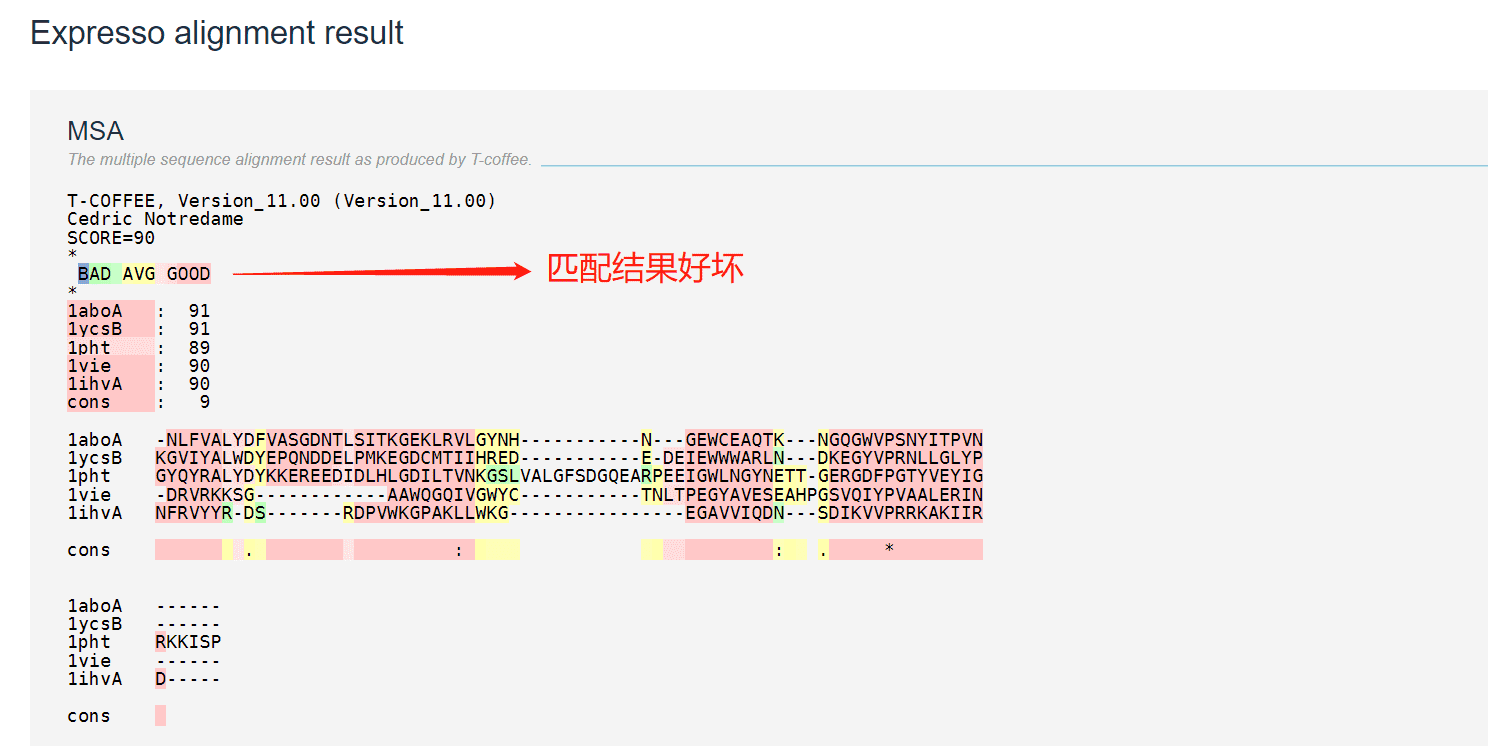 Expresso alignment result
MSA
The multiple sequence alignment result as produced by T-coffee.
T-COFFEE, Version_11.00 (Version_11.00)
Cedric Notredame
SCORE=90
*
BAD AVG GOOD
匹配结果好坏
*
1aboA : 91
1ycsB : 91
1pht : 89
1vie : 90
1ihvA : 90
cons : 9
1aboA -NLFVALYDFVASGDNTLSITKGEKLRVLGYNH-----------N---GEWCEAQTK---NGQGWVPSNYITPVN
1ycsB KGVIYALWDYEPQNDDELPMKEGDCMTIIHRED-----------E-DEIEWWWARLN---DKEGYVPRNLLGLYP
1pht GYQYRALYDYKKEREEDIDLHLGDILTVNKGSLVALGFSDGQEARPEEIGWLNGYNETT-GERGDFPGTYVEYIG
1vie -DRVRKKSG------------AAWQGQIVGWYC-----------TNLTPEGYAVESEAHPGSVQIYPVAALERIN
1ihvA NFRVYYR-DS-------RDPVWKGPAKLLWKG----------------EGAVVIQDN---SDIKVVPRRKAKIIR
cons . : : . *
1aboA ------
1ycsB ------
1pht RKKISP
1vie ------
1ihvA D-----
cons